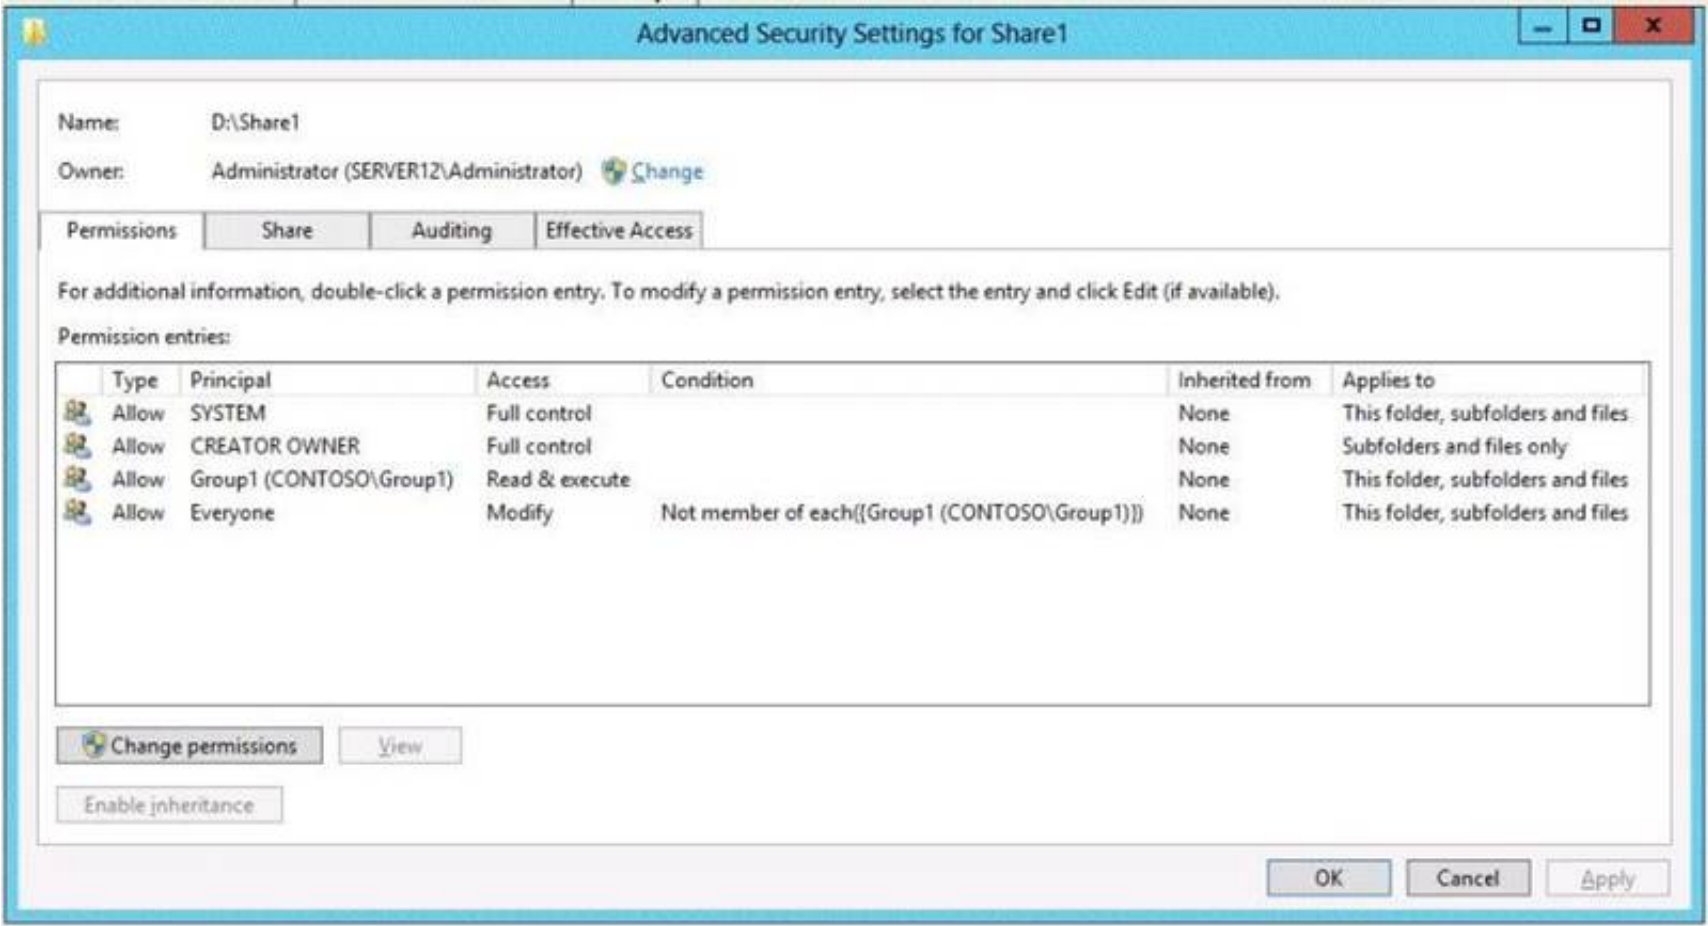 Advanced Security Settings for Share1
Name: D:\Share1
Owner: Administrator (SERVER12\Administrator) Change
Permissions Share Auditing Effective Access
For additional information, double-click a permission entry. To modify a permission entry, select the entry and click Edit (if available).
Permission entries:
Type Principal Access Condition Inherited from Applies to
Allow SYSTEM Full control None This folder, subfolders and files
Allow CREATOR OWNER Full control None Subfolders and files only
Allow Group1 (CONTOSO\Group1) Read & execute None This folder, subfolders and files
Allow Everyone Modify Not member of each({Group1 (CONTOSO\Group1)}) None This folder, subfolders and files
Change permissions View
Enable inheritance
OK Cancel Apply